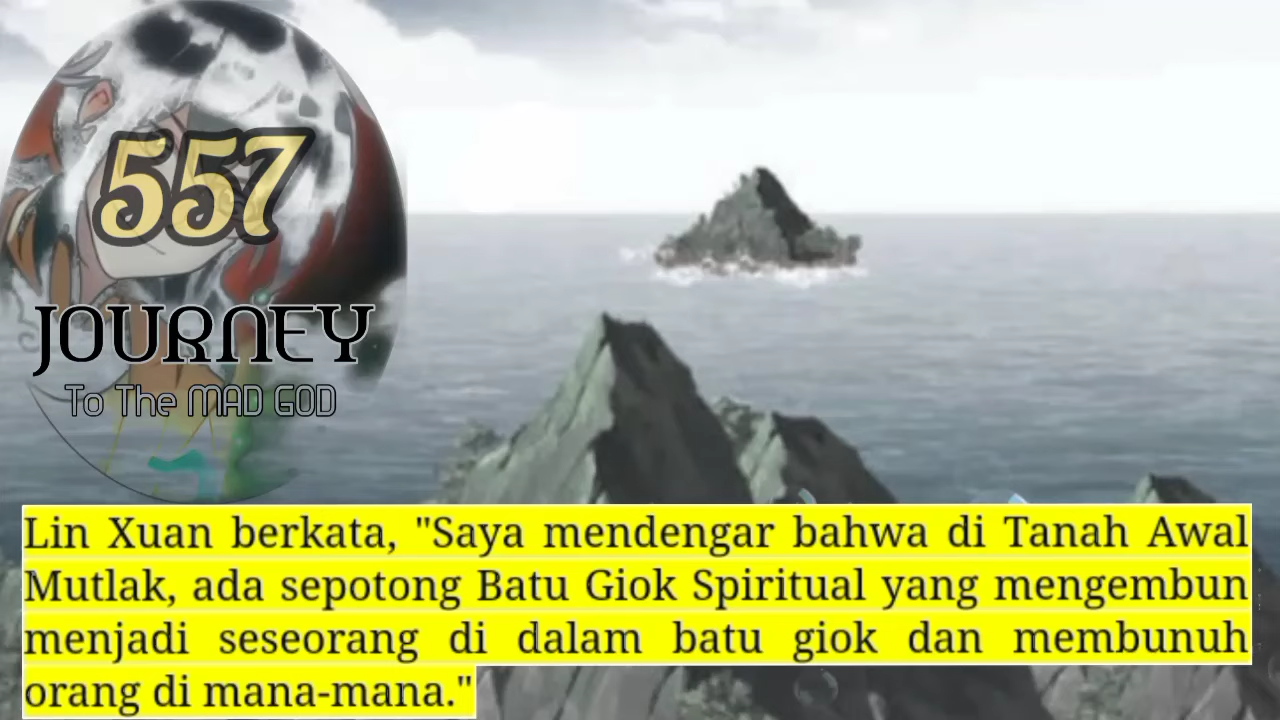 557
JOURNEY
To The MAD GOD
Lin Xuan berkata, "Saya mendengar bahwa di Tanah Awal
Mutlak, ada sepotong Batu Giok Spiritual yang mengembun
menjadi seseorang di dalam batu giok dan membunuh
orang di mana-mana."